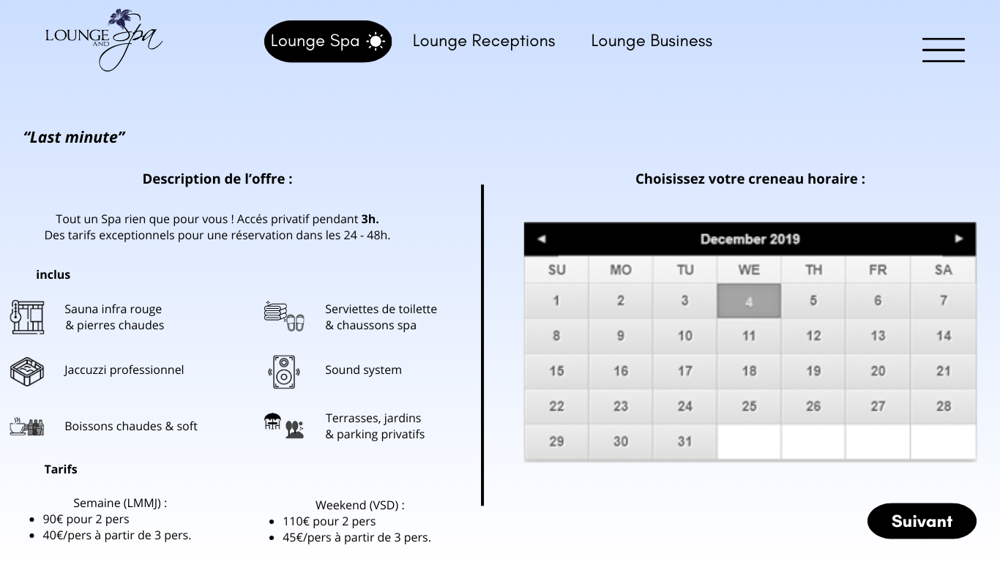 LOUNGE AND Spa
Lounge Spa
Lounge Receptions
Lounge Business
“Last minute”
Description de l’offre :
Tout un Spa rien que pour vous ! Accés privatif pendant 3h.
Des tarifs exceptionnels pour une réservation dans les 24 - 48h.
inclus
Sauna infra rouge
& pierres chaudes
Serviettes de toilette
& chaussons spa
Jaccuzzi professionnel
Sound system
Boissons chaudes & soft
Terrasses, jardins
& parking privatifs
Tarifs
Semaine (LMMJ) :
• 90€ pour 2 pers
• 40€/pers à partir de 3 pers.
Weekend (VSD) :
• 110€ pour 2 pers
• 45€/pers à partir de 3 pers.
Choisissez votre creneau horaire :
December 2019
SU MO TU WE TH FR SA
1 2 3 4 5 6 7
8 9 10 11 12 13 14
15 16 17 18 19 20 21
22 23 24 25 26 27 28
29 30 31
Suivant